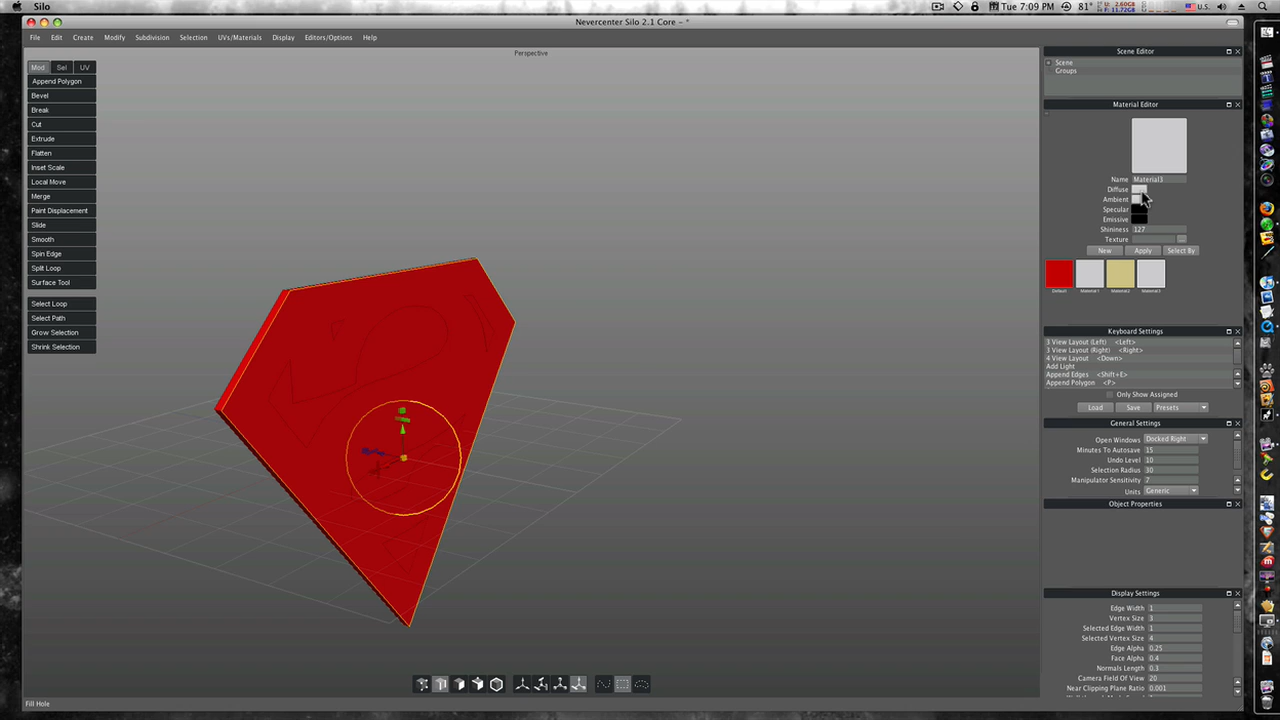 Silo
Tue 7:09 PM
81°
2.60GB
11.72GB
U.S.
Nevercenter Silo 2.1 Core – *
File Edit Create Modify Subdivision Selection UVs/Materials Display Editors/Options Help
Perspective
Mod Sel UV
Append Polygon
Bevel
Break
Cut
Extrude
Flatten
Inset Scale
Local Move
Merge
Paint Displacement
Slide
Smooth
Spin Edge
Split Loop
Surface Tool
Select Loop
Select Path
Grow Selection
Shrink Selection
Fill Hole
Scene Editor
Scene
Groups
Material Editor
Name Material3
Diffuse
Ambient
Specular
Emissive
Shininess 127
Texture ...
New Apply Select By
Default Material1 Material2 Material3
Keyboard Settings
3 View Layout (Left) <Left>
3 View Layout (Right) <Right>
4 View Layout <Down>
Add Light
Append Edges <Shift+E>
Append Polygon <P>
Only Show Assigned
Load Save Presets
General Settings
Open Windows Docked Right
Minutes To Autosave 15
Undo Level 10
Selection Radius 30
Manipulator Sensitivity 7
Units Generic
Object Properties
Display Settings
Edge Width 1
Vertex Size 3
Selected Edge Width 1
Selected Vertex Size 4
Edge Alpha 0.25
Face Alpha 0.4
Normals Length 0.3
Camera Field Of View 20
Near Clipping Plane Ratio 0.001